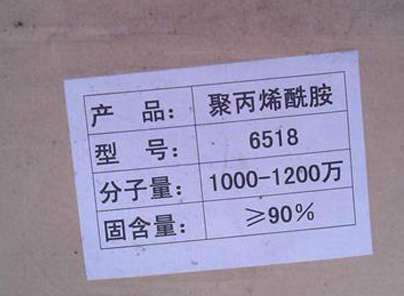 产 品： 聚丙烯酰胺
型 号： 6518
分子量： 1000-1200万
固含量： ≥90%